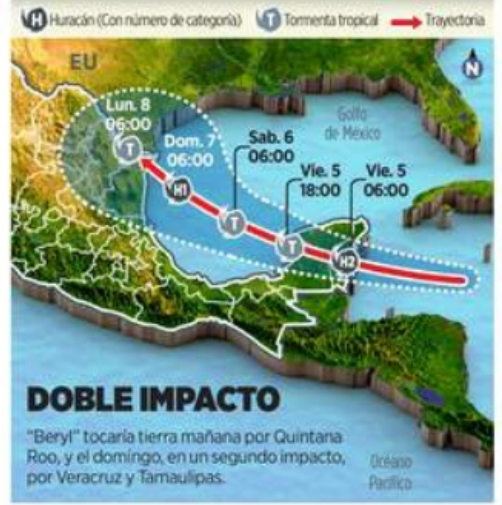 H Huracán (Con número de categoría) T Tormenta tropical Trayectoria
EU
N
Golfo
de México
Lun. 8
06:00
T
Dom. 7
06:00
H1
Sab. 6
06:00
T
Vie. 5
18:00
T
Vie. 5
06:00
H2
DOBLE IMPACTO
"Beryl" tocaría tierra mañana por Quintana
Roo, y el domingo, en un segundo impacto,
por Veracruz y Tamaulipas.
Océano
Pacífico